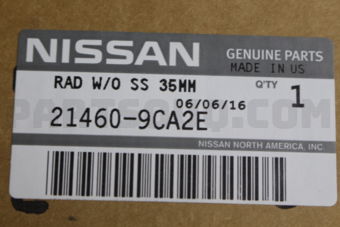 NISSAN
GENUINE PARTS
MADE IN US
RAD W/O SS 35MM
Q'TY
06/06/16
1
21460-9CA2E
NISSAN NORTH AMERICA, INC.